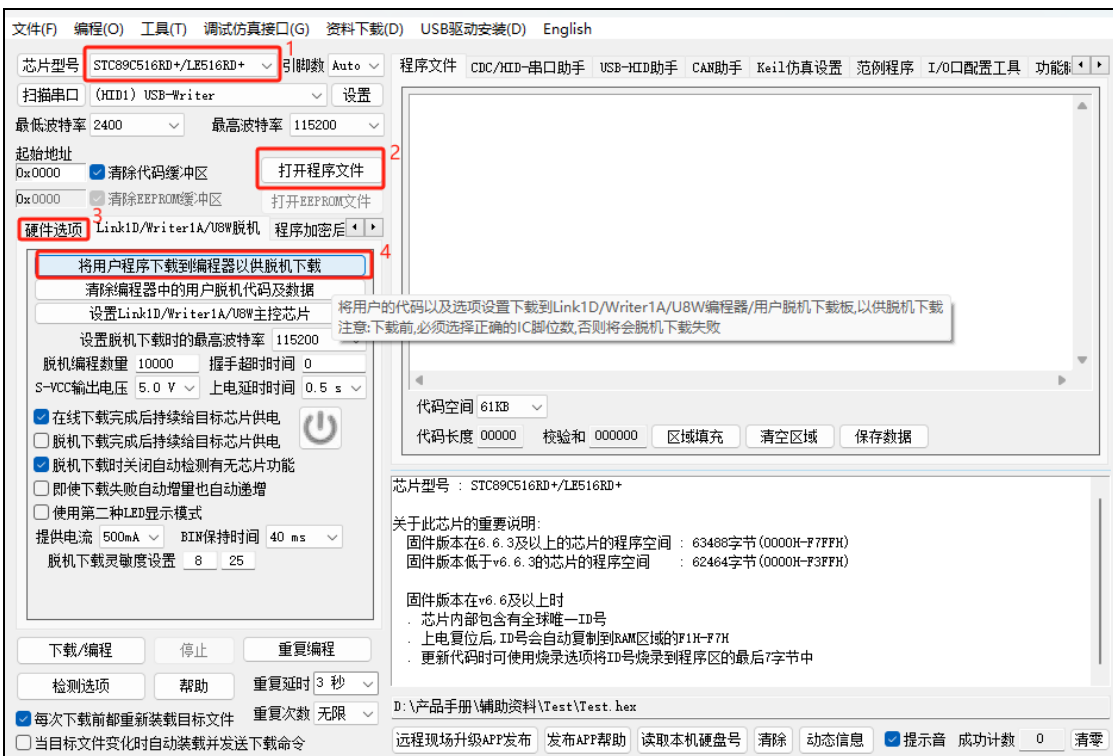 文件(F) 编程(O) 工具(T) 调试仿真接口(G) 资料下载(D) USB驱动安装(D) English
1
芯片型号 STC89C516RD+/LE516RD+ 引脚数 Auto
扫描串口 (HID1) USB-Writer 设置
最低波特率 2400 最高波特率 115200
起始地址
0x0000 清除代码缓冲区 打开程序文件
2
0x0000 清除EEPROM缓冲区 打开EEPROM文件
3
硬件选项 Link1D/Writer1A/U8W脱机 程序加密后
4
将用户程序下载到编程器以供脱机下载
清除编程器中的用户脱机代码及数据
设置Link1D/Writer1A/U8W主控芯片
设置脱机下载时的最高波特率 115200
脱机编程数量 10000 握手超时时间 0
S-VCC输出电压 5.0 V 上电延时时间 0.5 s
在线下载完成后持续给目标芯片供电
脱机下载完成后持续给目标芯片供电
脱机下载时关闭自动检测有无芯片功能
即使下载失败自动增量也自动递增
使用第二种LED显示模式
提供电流 500mA BIN保持时间 40 ms
脱机下载灵敏度设置 8 25
下载/编程 停止 重复编程
检测选项 帮助 重复延时 3 秒
每次下载前都重新装载目标文件 重复次数 无限
当目标文件变化时自动装载并发送下载命令
程序文件 CDC/HID-串口助手 USB-HID助手 CAN助手 Keil仿真设置 范例程序 I/O口配置工具
将用户的代码以及选项设置下载到Link1D/Writer1A/U8W编程器/用户脱机下载板,以供脱机下载
注意:下载前,必须选择正确的IC脚位数,否则将会脱机下载失败
代码空间 61KB
代码长度 00000 校验和 000000 区域填充 清空区域 保存数据
芯片型号 : STC89C516RD+/LE516RD+
关于此芯片的重要说明:
固件版本在6.6.3及以上的芯片的程序空间 : 63488字节(0000H-F7FFH)
固件版本低于v6.6.3的芯片的程序空间 : 62464字节(0000H-F3FFH)
固件版本在v6.6及以上时
. 芯片内部包含有全球唯一ID号
. 上电复位后,ID号会自动复制到RAM区域的F1H-F7H
. 更新代码时可使用烧录选项将ID号烧录到程序区的最后7字节中
D:\产品手册\辅助资料\Test\Test.hex
远程现场升级APP发布 发布APP帮助 读取本机硬盘号 清除 动态信息 提示音 成功计数 0 清零